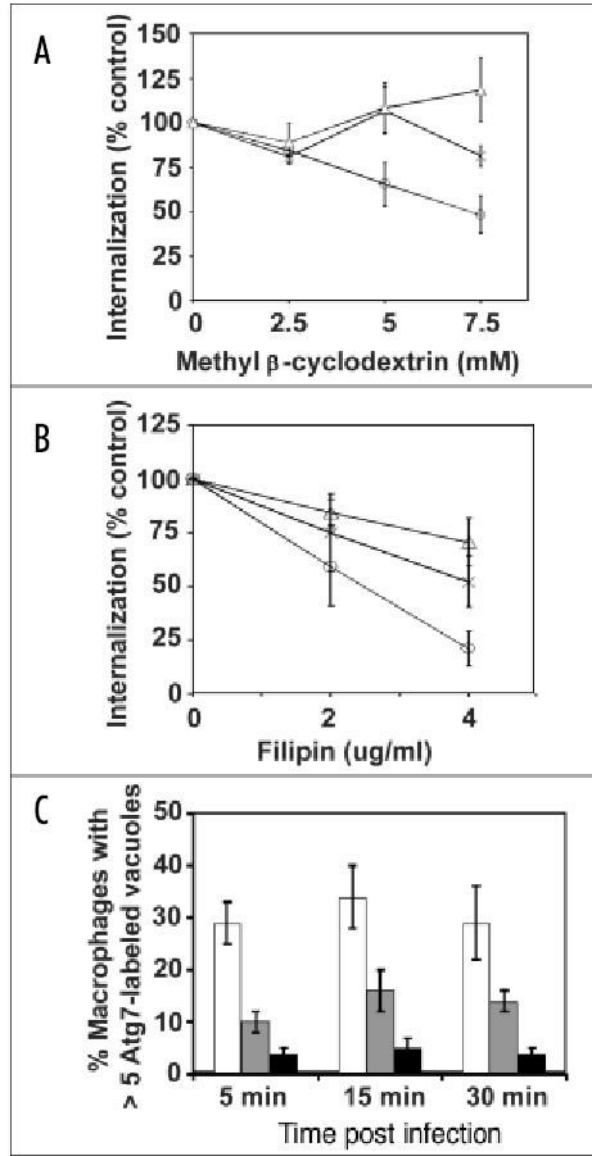 A
Internalization (% control)
150
125
100
75
50
25
0
0 2.5 5 7.5
Methyl β-cyclodextrin (mM)
B
Internalization (% control)
125
100
75
50
25
0
0 2 4
Filipin (ug/ml)
C
% Macrophages with
> 5 Atg7-labeled vacuoles
50
40
30
20
10
0
5 min 15 min 30 min
Time post infection